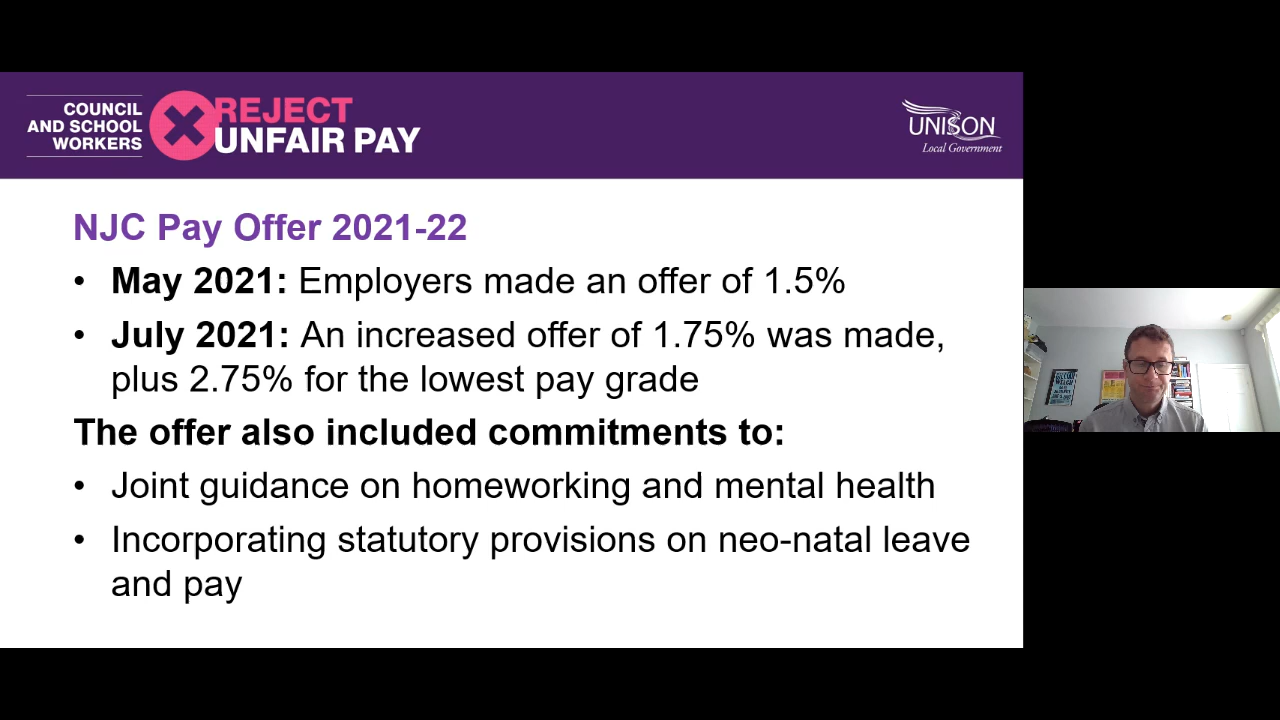 COUNCIL
AND SCHOOL
WORKERS
REJECT
UNFAIR PAY
UNISON
Local Government
NJC Pay Offer 2021-22
• May 2021: Employers made an offer of 1.5%
• July 2021: An increased offer of 1.75% was made,
plus 2.75% for the lowest pay grade
The offer also included commitments to:
• Joint guidance on homeworking and mental health
• Incorporating statutory provisions on neo-natal leave
and pay